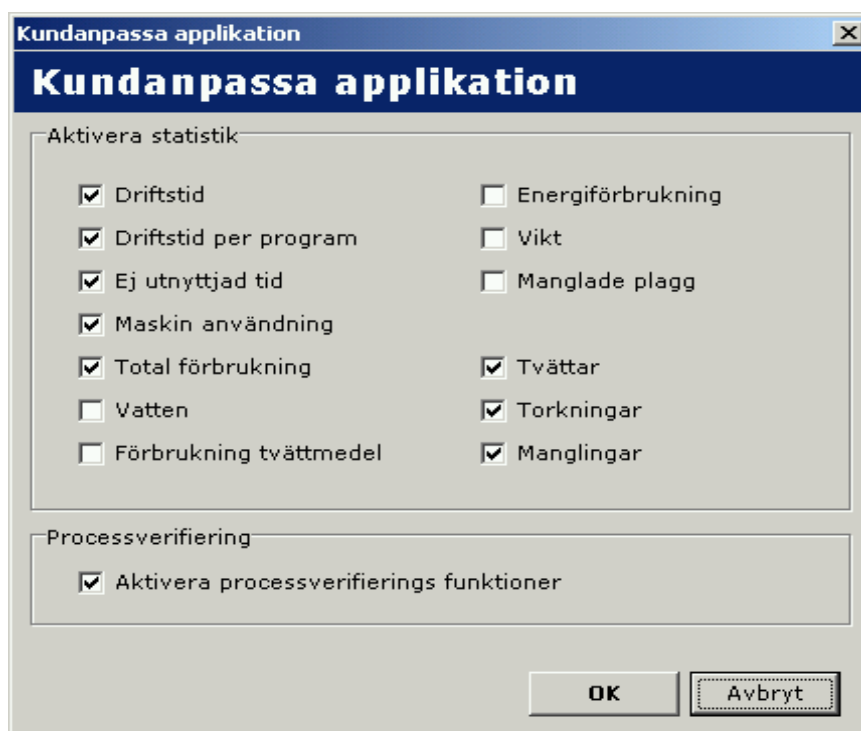 Kundanpassa applikation
Kundanpassa applikation
Aktivera statistik
Driftstid
Driftstid per program
Ej utnyttjad tid
Maskin användning
Total förbrukning
Vatten
Förbrukning tvättmedel
Energiförbrukning
Vikt
Manglade plagg
Tvättar
Torkningar
Manglingar
Processverifiering
Aktivera processverifierings funktioner
OK
Avbryt